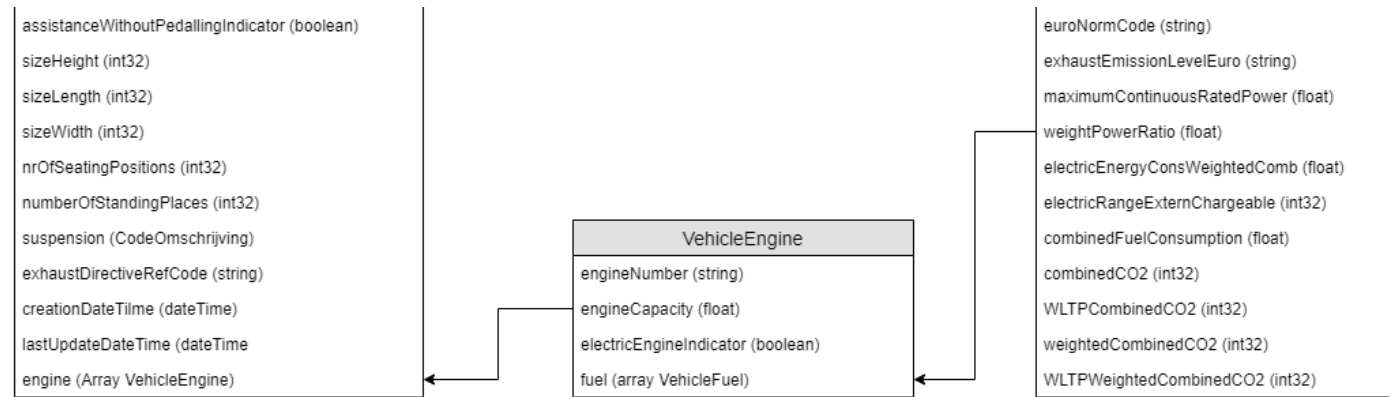 assistanceWithoutPedallingIndicator (boolean)
sizeHeight (int32)
sizeLength (int32)
sizeWidth (int32)
nrOfSeatingPositions (int32)
numberOfStandingPlaces (int32)
suspension (CodeOmschrijving)
exhaustDirectiveRefCode (string)
creationDateTilme (dateTime)
lastUpdateDateTime (dateTime
engine (Array VehicleEngine)
VehicleEngine
engineNumber (string)
engineCapacity (float)
electricEngineIndicator (boolean)
fuel (array VehicleFuel)
euroNormCode (string)
exhaustEmissionLevelEuro (string)
maximumContinuousRatedPower (float)
weightPowerRatio (float)
electricEnergyConsWeightedComb (float)
electricRangeExternChargeable (int32)
combinedFuelConsumption (float)
combinedCO2 (int32)
WLTPCombinedCO2 (int32)
weightedCombinedCO2 (int32)
WLTPWeightedCombinedCO2 (int32)